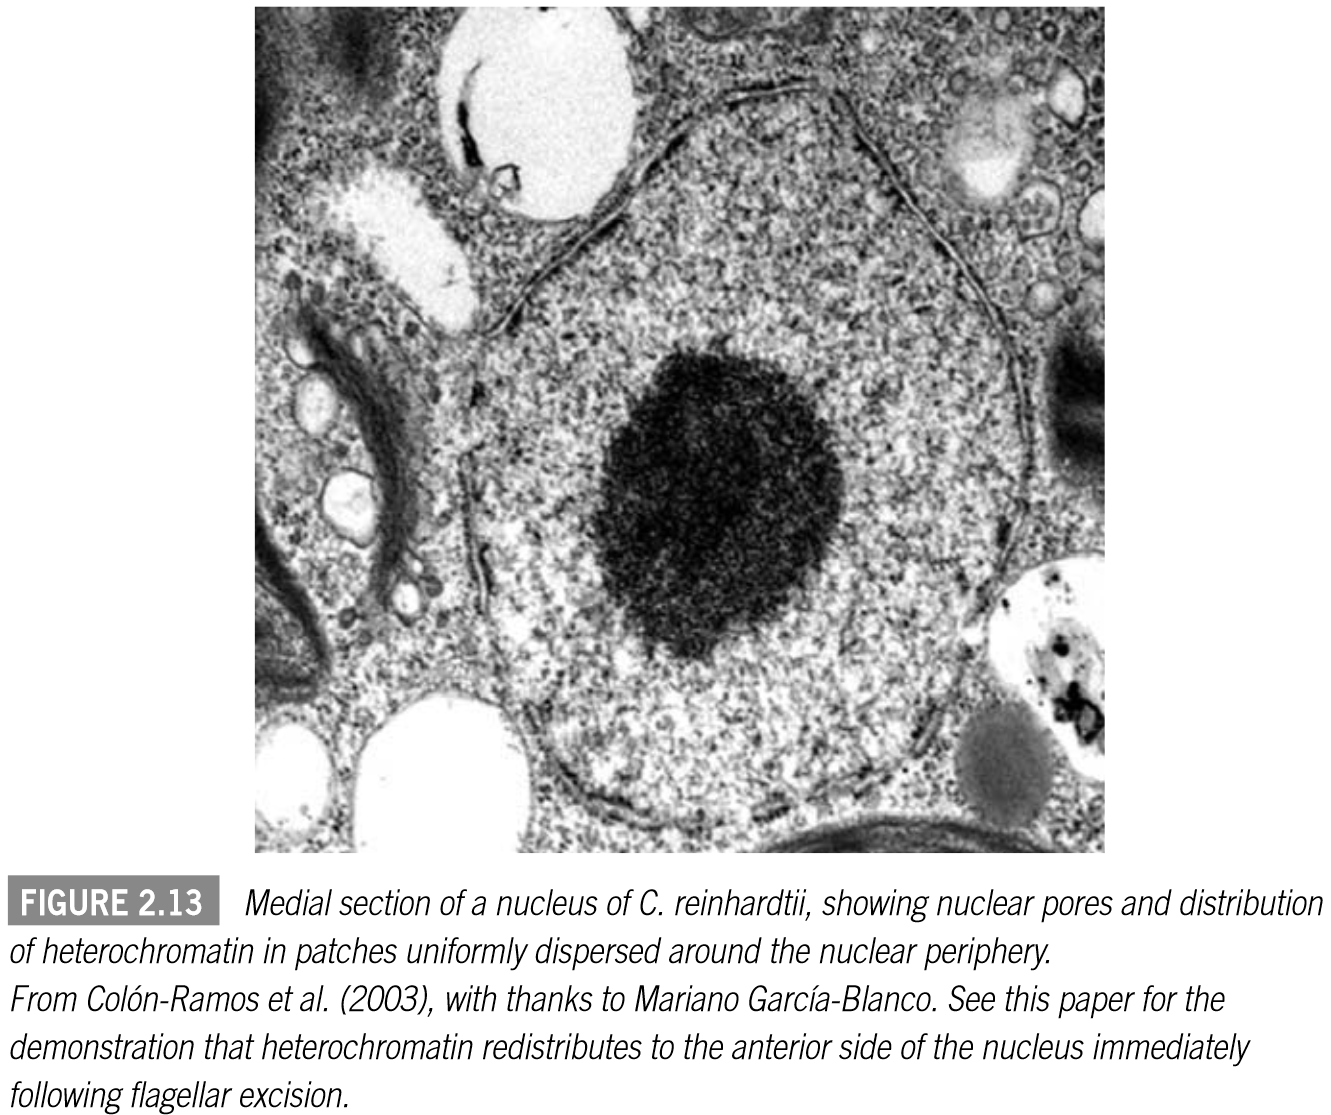 FIGURE 2.13 Medial section of a nucleus of C. reinhardtii, showing nuclear pores and distribution
of heterochromatin in patches uniformly dispersed around the nuclear periphery.
From Colón-Ramos et al. (2003), with thanks to Mariano García-Blanco. See this paper for the
demonstration that heterochromatin redistributes to the anterior side of the nucleus immediately
following flagellar excision.